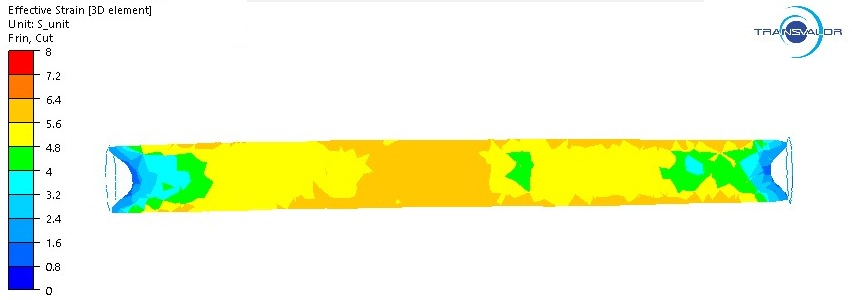 Effective Strain [3D element]
Unit: S_unit
Frin, Cut
8
7.2
6.4
5.6
4.8
4
3.2
2.4
1.6
0.8
0
TRANSVALOR